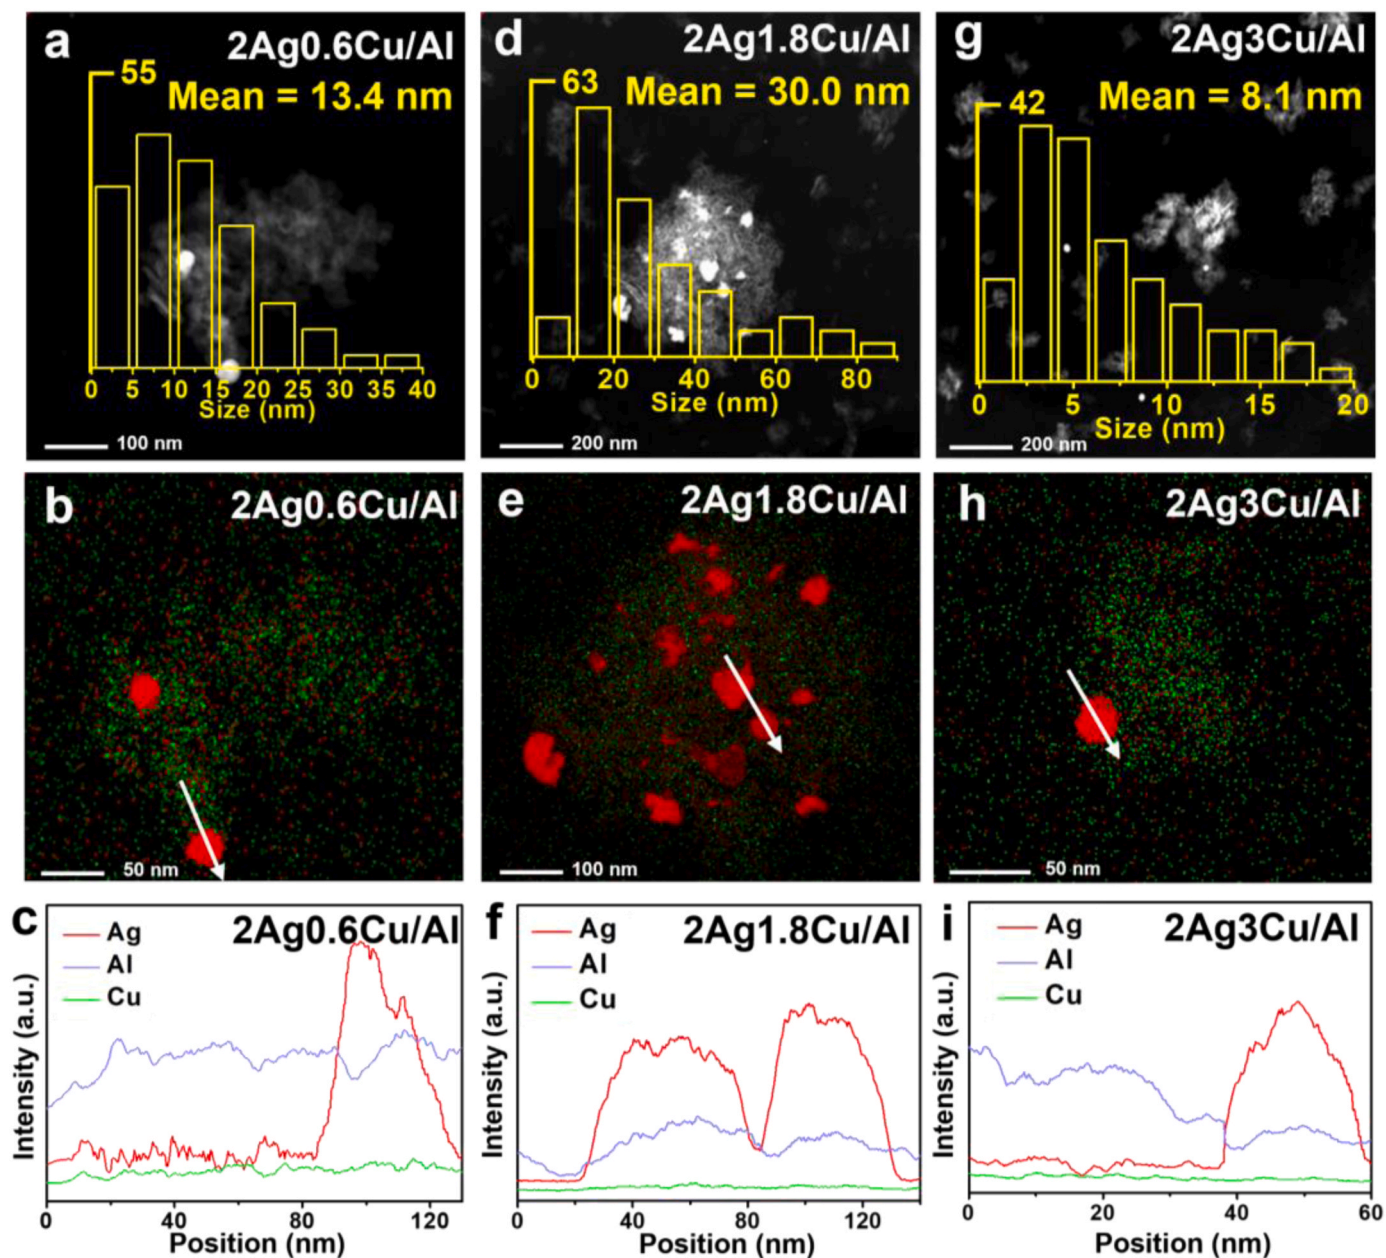 a
2Ag0.6Cu/Al
55
Mean = 13.4 nm
0 5 10 15 20 25 30 35 40
Size (nm)
100 nm
d
2Ag1.8Cu/Al
63
Mean = 30.0 nm
0 20 40 60 80
Size (nm)
200 nm
g
2Ag3Cu/Al
42
Mean = 8.1 nm
0 5 10 15 20
Size (nm)
200 nm
b
2Ag0.6Cu/Al
50 nm
e
2Ag1.8Cu/Al
100 nm
h
2Ag3Cu/Al
50 nm
c
2Ag0.6Cu/Al
Ag
Al
Cu
Intensity (a.u.)
0 40 80 120
Position (nm)
f
2Ag1.8Cu/Al
Ag
Al
Cu
Intensity (a.u.)
0 40 80 120
Position (nm)
i
2Ag3Cu/Al
Ag
Al
Cu
Intensity (a.u.)
0 20 40 60
Position (nm)